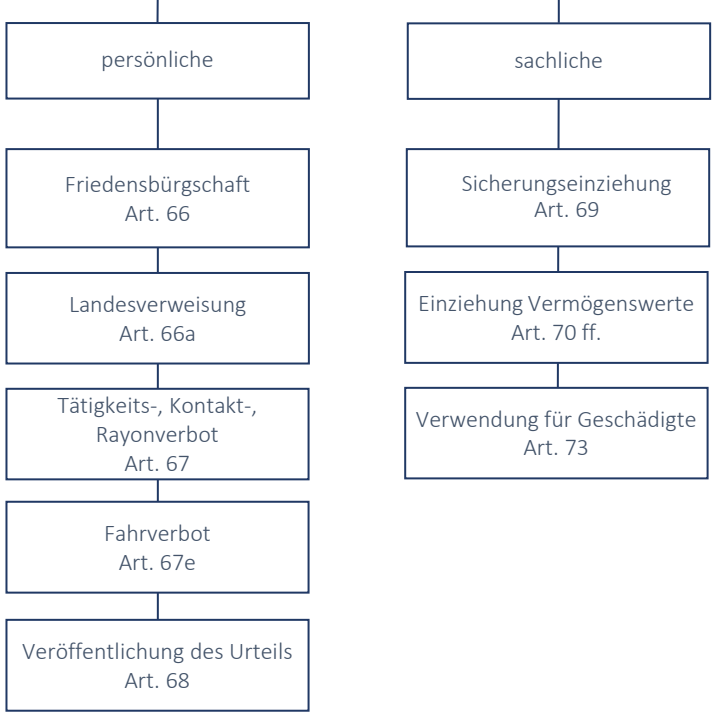 persönliche
Friedensbürgschaft
Art. 66
Landesverweisung
Art. 66a
Tätigkeits-, Kontakt-,
Rayonverbot
Art. 67
Fahrverbot
Art. 67e
Veröffentlichung des Urteils
Art. 68
sachliche
Sicherungseinziehung
Art. 69
Einziehung Vermögenswerte
Art. 70 ff.
Verwendung für Geschädigte
Art. 73